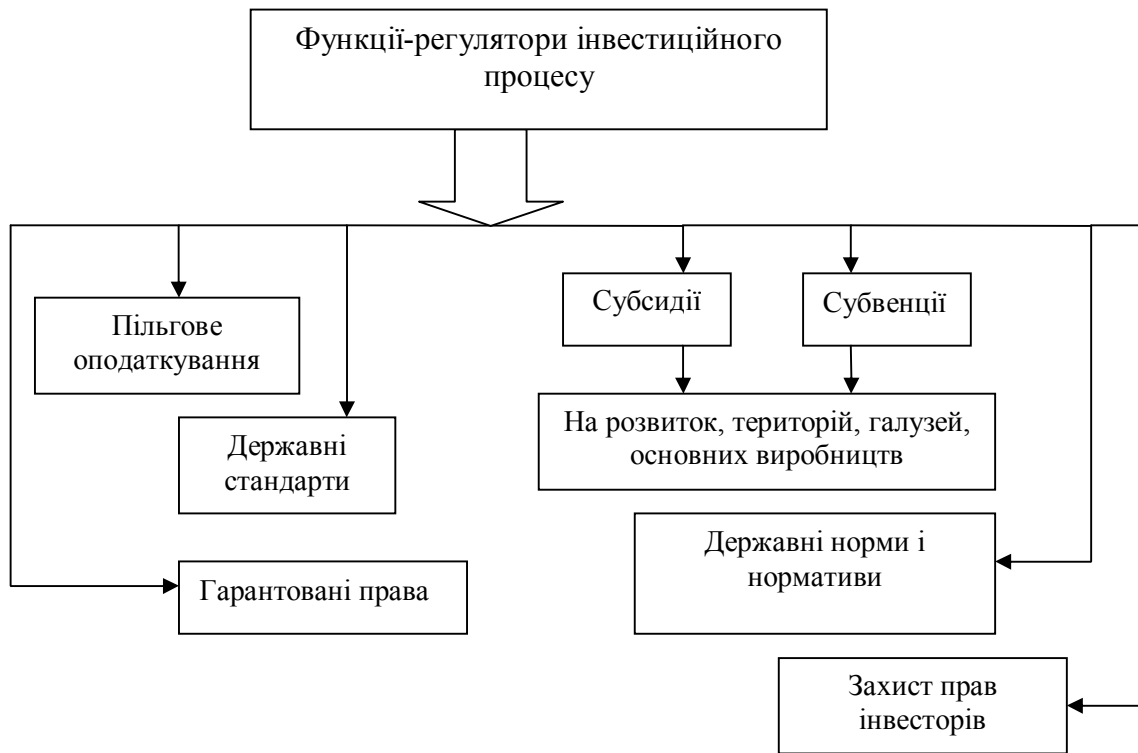 Функції-регулятори інвестиційного
процесу
Субсидії
Субвенції
Пільгове
оподаткування
На розвиток, територій, галузей,
основних виробництв
Державні
стандарти
Державні норми і
нормативи
Гарантовані права
Захист прав
інвесторів